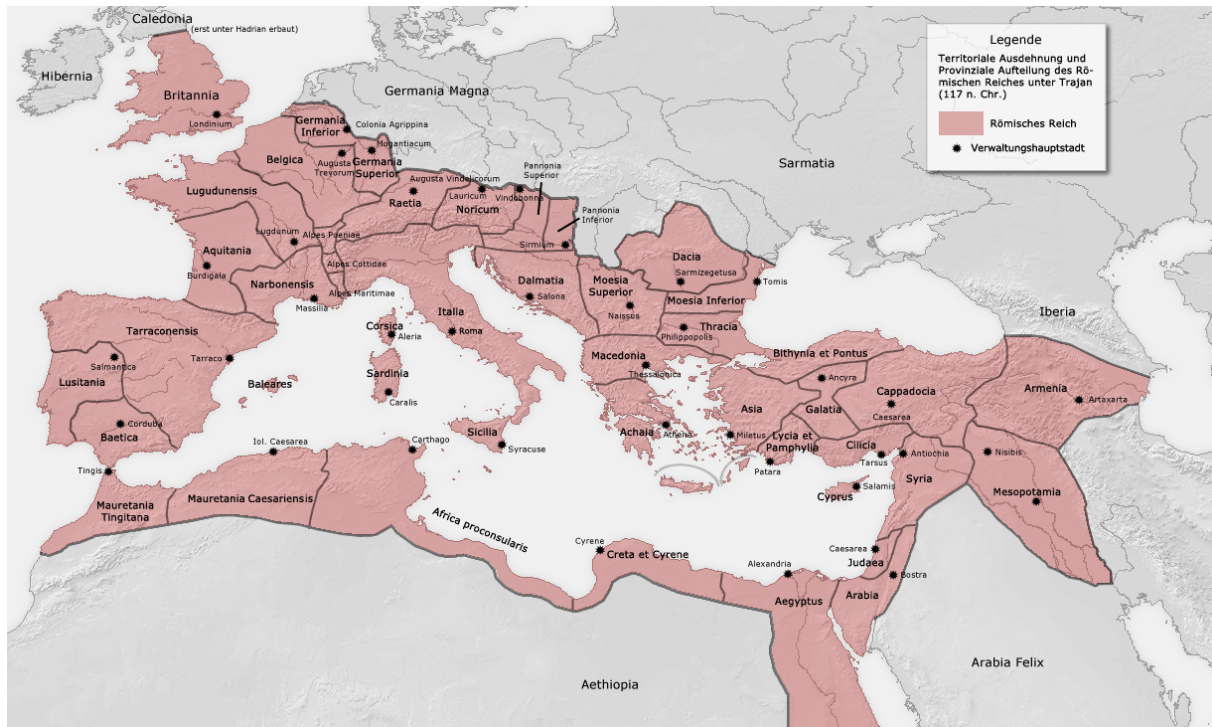 Caledonia
(erst unter Hadrian erbaut)
Hibernia
Britannia
Londinium
Germania Magna
Sarmatia
Legende
Territoriale Ausdehnung und
Provinziale Aufteilung des Rö-
mischen Reiches unter Trajan
(117 n. Chr.)
Römisches Reich
Verwaltungshauptstadt
Germania
Inferior
Colonia Agrippina
Mogantiacum
Belgica
Augusta
Trevorum
Germania
Superior
Lugudunensis
Augusta Vindelicorum
Raetia
Lauricum
Noricum
Vindobonna
Pannonia
Superior
Pannonia
Inferior
Sirmium
Aquitania
Burdigala
Lugdunum
Alpes Poeniae
Alpes Cottidae
Alpes Maritimae
Narbonensis
Massilia
Dalmatia
Salona
Dacia
Sarmizegetusa
Moesia
Superior
Naissus
Moesia Inferior
Tomis
Thracia
Philippopolis
Iberia
Tarraconensis
Salmantica
Tarraco
Lusitania
Corduba
Baetica
Baleares
Corsica
Aleria
Sardinia
Caralis
Italia
Roma
Sicilia
Syracuse
Macedonia
Thessalonica
Achaia
Athena
Bithynia et Pontus
Ancyra
Asia
Miletus
Galatia
Cappadocia
Caesarea
Armenia
Artaxarta
Lycia et
Pamphylia
Patara
Cilicia
Tarsus
Antiochia
Syria
Nisibis
Mesopotamia
Cyprus
Salamis
Tingis
Iol. Caesarea
Carthago
Mauretania
Tingitana
Mauretania Caesariensis
Africa proconsularis
Cyrene
Creta et Cyrene
Alexandria
Aegyptus
Caesarea
Judaea
Bostra
Arabia
Aethiopia
Arabia Felix